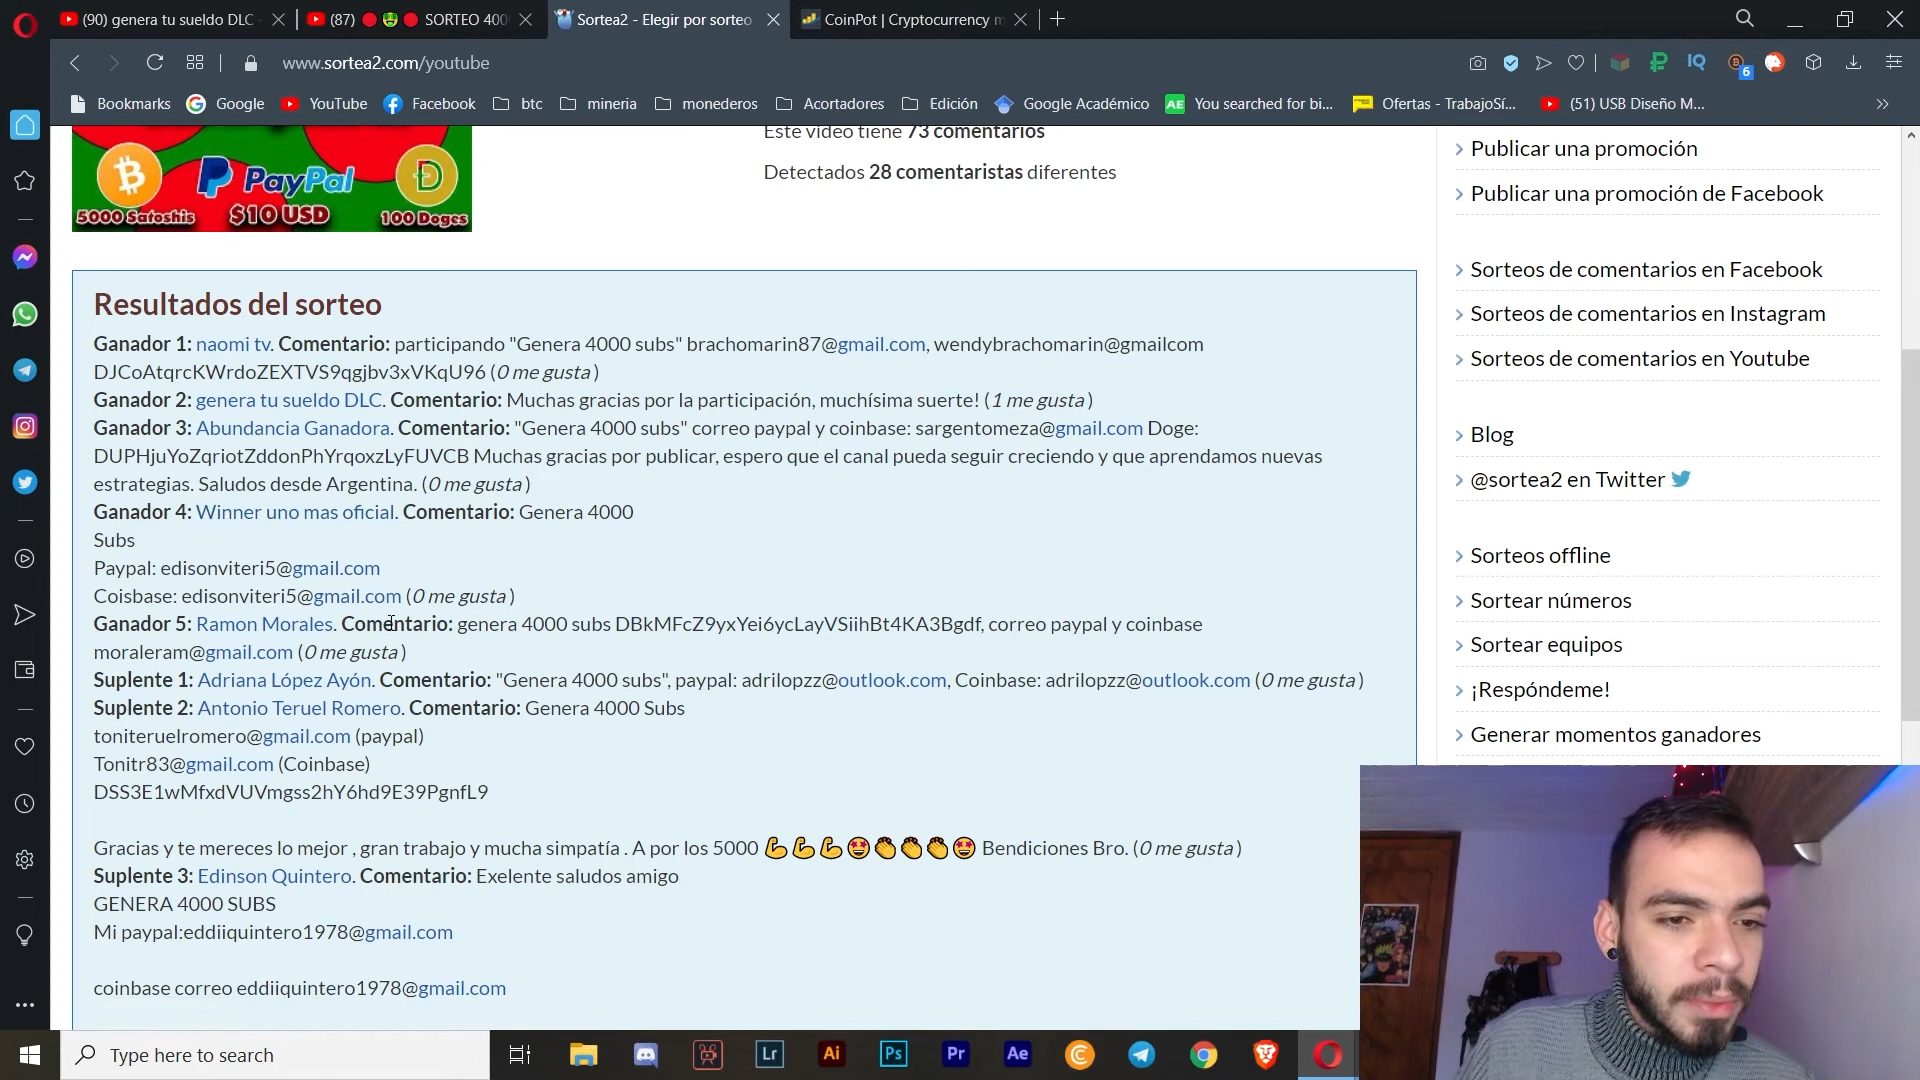 (90) genera tu sueldo DLC
(87) 🔴 🤑 🔴 SORTEO 400
Sortea2 - Elegir por sorteo
CoinPot | Cryptocurrency m
www.sortea2.com/youtube
6
Bookmarks
Google
YouTube
Facebook
btc
mineria
monederos
Acortadores
Edición
Google Académico
AE
You searched for bi...
Ofertas - TrabajoSí...
(51) USB Diseño M...
PayPal
5000 Satoshis
$10 USD
100 Doges
Este video tiene 73 comentarios
Detectados 28 comentaristas diferentes
Resultados del sorteo
Ganador 1: naomi tv. Comentario: participando "Genera 4000 subs" brachomarin87@gmail.com, wendybrachomarin@gmailcom
DJCoAtqrcKWrdoZEXTVS9qgjbv3xVKqU96 (0 me gusta )
Ganador 2: genera tu sueldo DLC. Comentario: Muchas gracias por la participación, muchísima suerte! (1 me gusta )
Ganador 3: Abundancia Ganadora. Comentario: "Genera 4000 subs" correo paypal y coinbase: sargentomeza@gmail.com Doge:
DUPHjuYoZqriotZddonPhYrqoxzLyFUVCB Muchas gracias por publicar, espero que el canal pueda seguir creciendo y que aprendamos nuevas
estrategias. Saludos desde Argentina. (0 me gusta )
Ganador 4: Winner uno mas oficial. Comentario: Genera 4000
Subs
Paypal: edisonviteri5@gmail.com
Coisbase: edisonviteri5@gmail.com (0 me gusta )
Ganador 5: Ramon Morales. Comentario: genera 4000 subs DBkMFcZ9yxYei6ycLayVSiihBt4KA3Bgdf, correo paypal y coinbase
moraleram@gmail.com (0 me gusta )
Suplente 1: Adriana López Ayón. Comentario: "Genera 4000 subs", paypal: adrilopzz@outlook.com, Coinbase: adrilopzz@outlook.com (0 me gusta )
Suplente 2: Antonio Teruel Romero. Comentario: Genera 4000 Subs
toniteruelromero@gmail.com (paypal)
Tonitr83@gmail.com (Coinbase)
DSS3E1wMfxdVUVmgss2hY6hd9E39PgnfL9
Gracias y te mereces lo mejor , gran trabajo y mucha simpatía . A por los 5000 💪💪💪🤩👏👏👏🤩 Bendiciones Bro. (0 me gusta )
Suplente 3: Edinson Quintero. Comentario: Exelente saludos amigo
GENERA 4000 SUBS
Mi paypal:eddiiquintero1978@gmail.com
coinbase correo eddiiquintero1978@gmail.com
Publicar una promoción
Publicar una promoción de Facebook
Sorteos de comentarios en Facebook
Sorteos de comentarios en Instagram
Sorteos de comentarios en Youtube
Blog
@sortea2 en Twitter
Sorteos offline
Sortear números
Sortear equipos
¡Respóndeme!
Generar momentos ganadores
Type here to search
Lr
Ai
Ps
Pr
Ae